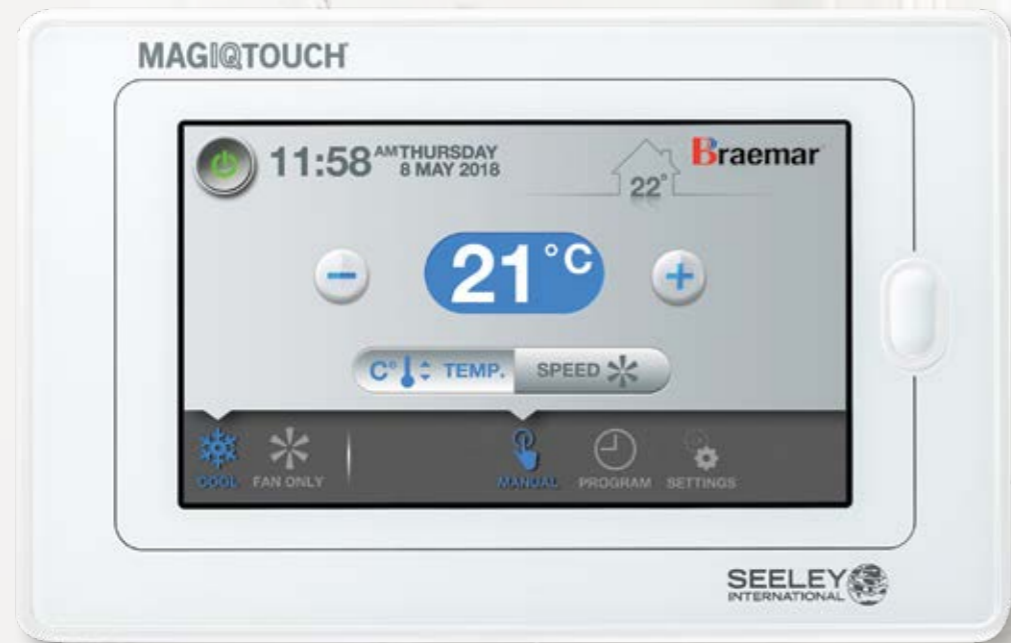 MAGIQTOUCH
11:58 AM THURSDAY
8 MAY 2018
22°
Braemar
21°C
C° TEMP. SPEED
COOL FAN ONLY MANUAL PROGRAM SETTINGS
SEELEY
INTERNATIONAL